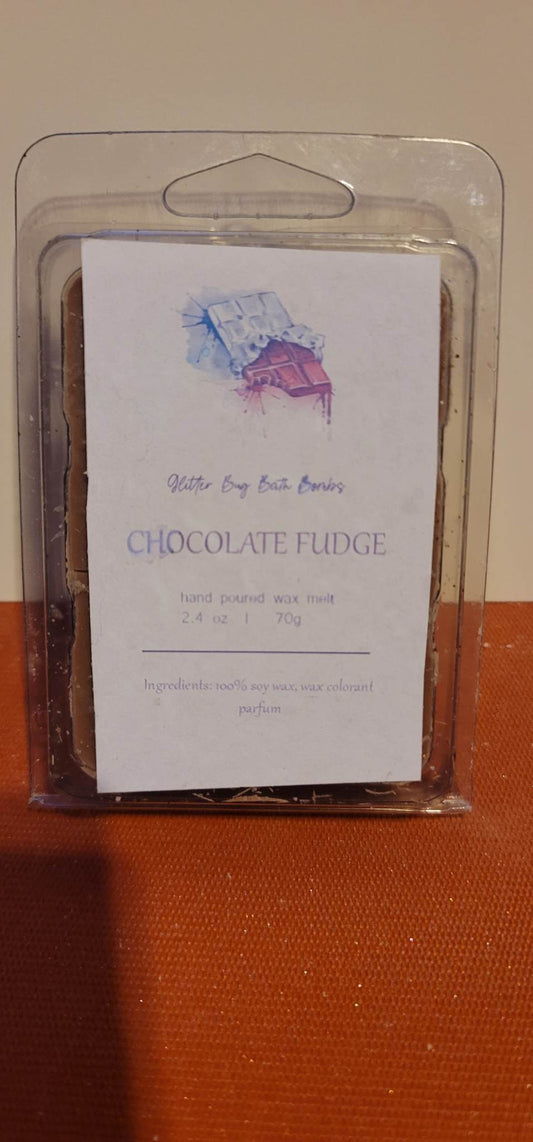 Glitter Bug Bath Bombs
CHOCOLATE FUDGE
hand poured wax melt
2.4 oz | 70g
Ingredients: 100% soy wax, wax colorant
parfum